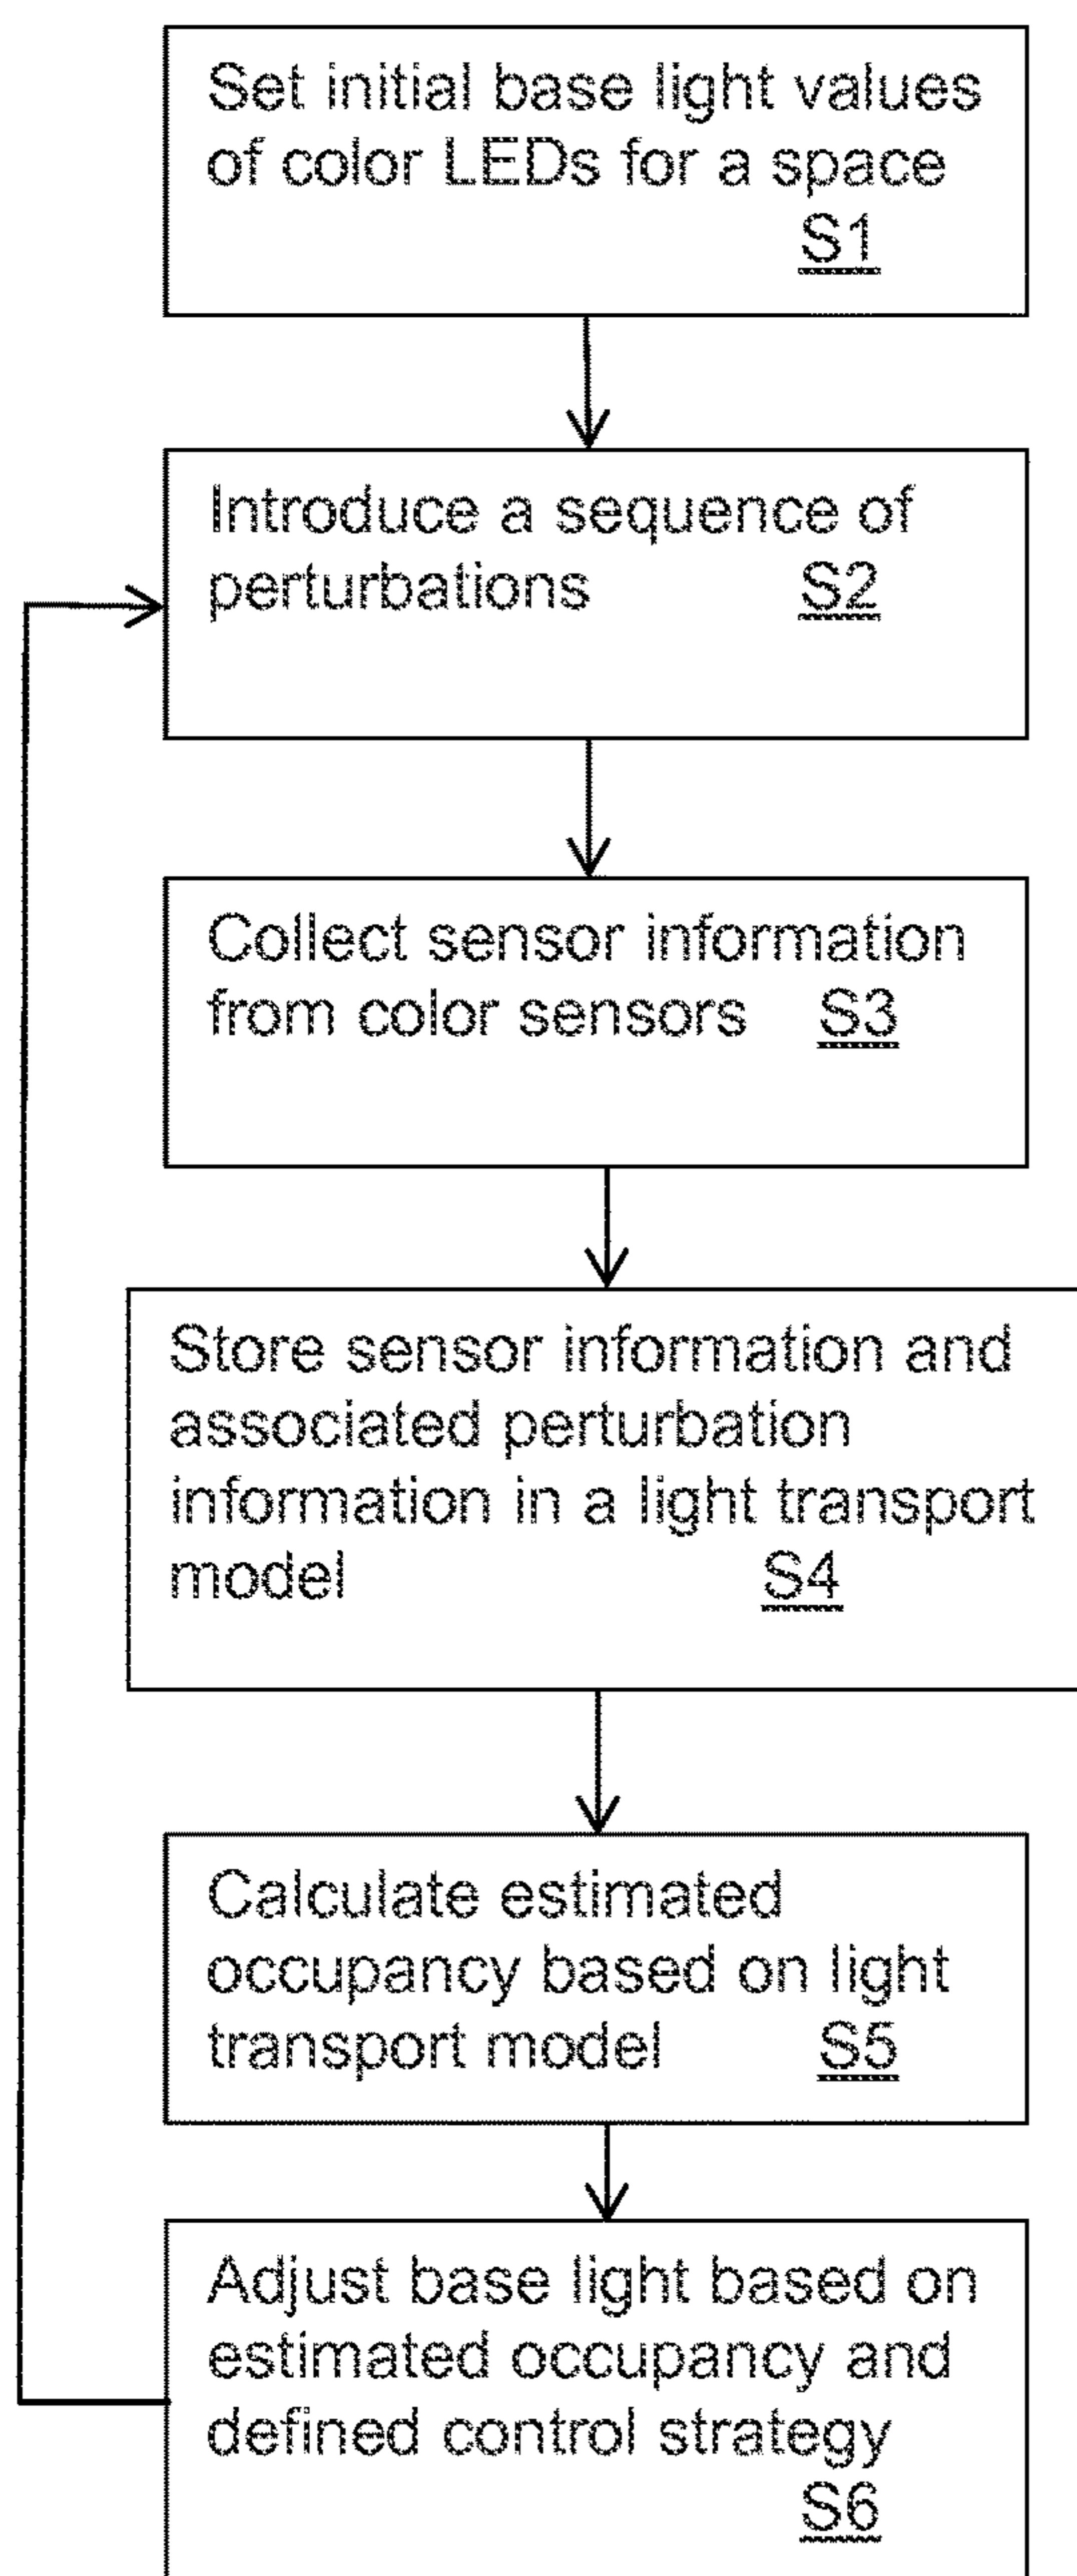 Set initial base light values
of color LEDs for a space
S1
Introduce a sequence of
perturbations S2
Collect sensor information
from color sensors S3
Store sensor information and
associated perturbation
information in a light transport
model S4
Calculate estimated
occupancy based on light
transport model S5
Adjust base light based on
estimated occupancy and
defined control strategy
S6